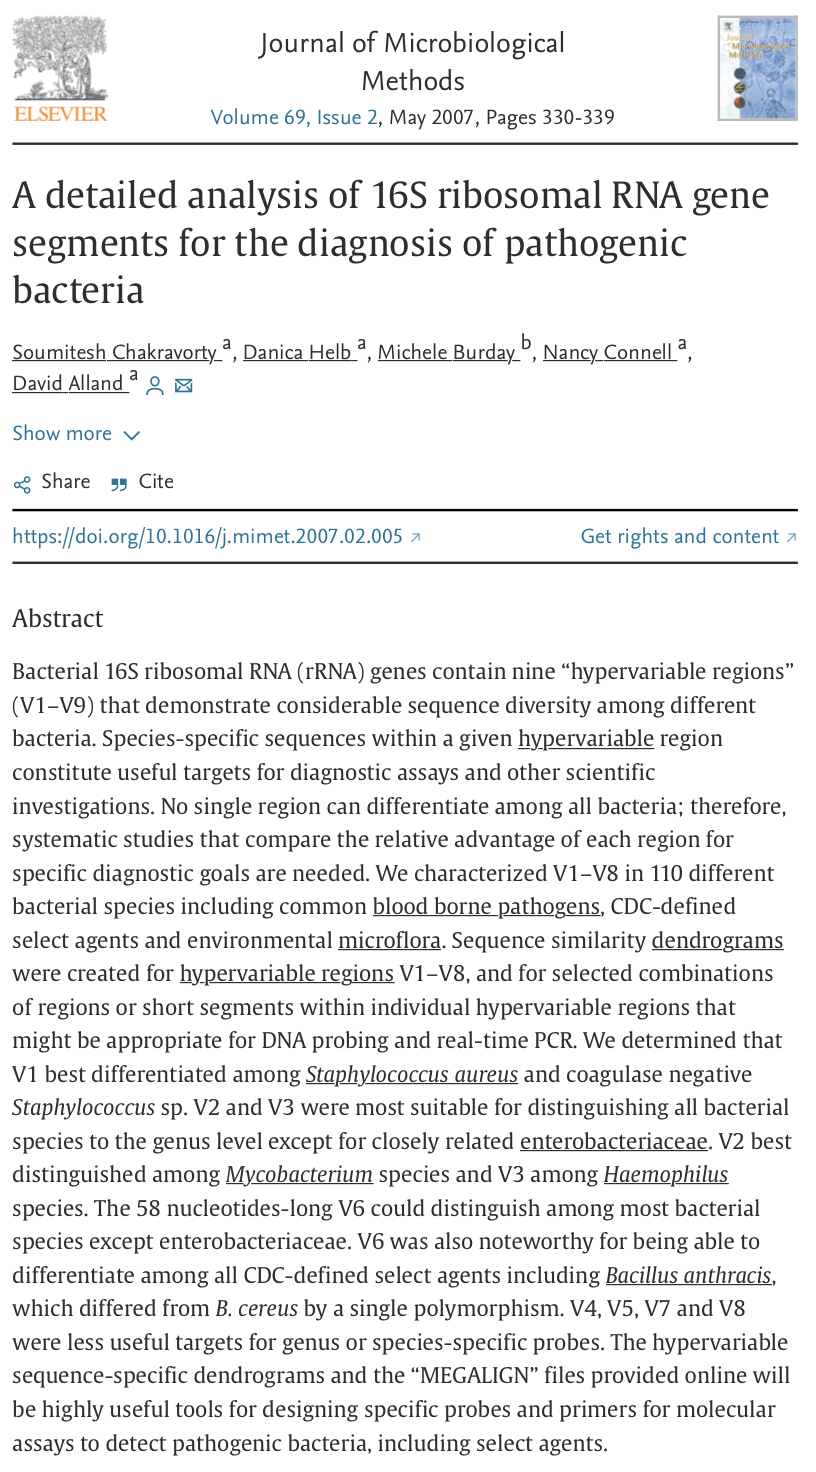 ELSEVIER
Journal of Microbiological
Methods
Volume 69, Issue 2, May 2007, Pages 330-339
A detailed analysis of 16S ribosomal RNA gene
segments for the diagnosis of pathogenic
bacteria
Soumitesh Chakravorty a, Danica Helb a, Michele Burday b, Nancy Connell a,
David Alland a
Show more
Share Cite
https://doi.org/10.1016/j.mimet.2007.02.005 ↗ Get rights and content ↗
Abstract
Bacterial 16S ribosomal RNA (rRNA) genes contain nine “hypervariable regions”
(V1–V9) that demonstrate considerable sequence diversity among different
bacteria. Species-specific sequences within a given hypervariable region
constitute useful targets for diagnostic assays and other scientific
investigations. No single region can differentiate among all bacteria; therefore,
systematic studies that compare the relative advantage of each region for
specific diagnostic goals are needed. We characterized V1–V8 in 110 different
bacterial species including common blood borne pathogens, CDC-defined
select agents and environmental microflora. Sequence similarity dendrograms
were created for hypervariable regions V1–V8, and for selected combinations
of regions or short segments within individual hypervariable regions that
might be appropriate for DNA probing and real-time PCR. We determined that
V1 best differentiated among Staphylococcus aureus and coagulase negative
Staphylococcus sp. V2 and V3 were most suitable for distinguishing all bacterial
species to the genus level except for closely related enterobacteriaceae. V2 best
distinguished among Mycobacterium species and V3 among Haemophilus
species. The 58 nucleotides-long V6 could distinguish among most bacterial
species except enterobacteriaceae. V6 was also noteworthy for being able to
differentiate among all CDC-defined select agents including Bacillus anthracis,
which differed from B. cereus by a single polymorphism. V4, V5, V7 and V8
were less useful targets for genus or species-specific probes. The hypervariable
sequence-specific dendrograms and the “MEGALIGN” files provided online will
be highly useful tools for designing specific probes and primers for molecular
assays to detect pathogenic bacteria, including select agents.